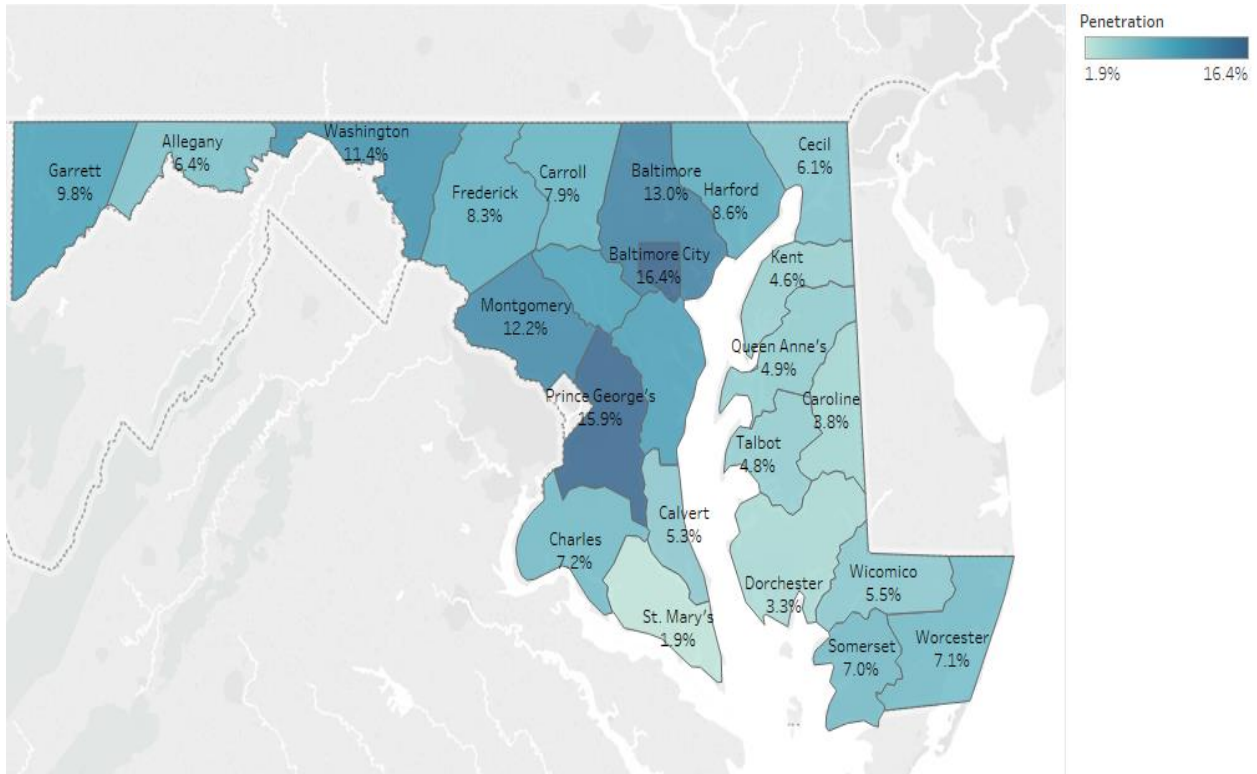 Penetration
1.9%
16.4%
Garrett
9.8%
Allegany
6.4%
Washington
11.4%
Frederick
8.3%
Carroll
7.9%
Baltimore
13.0%
Harford
8.6%
Cecil
6.1%
Baltimore City
16.4%
Kent
4.6%
Montgomery
12.2%
Queen Anne's
4.9%
Prince George's
15.9%
Caroline
3.8%
Talbot
4.8%
Calvert
5.3%
Charles
7.2%
Dorchester
3.3%
Wicomico
5.5%
St. Mary's
1.9%
Somerset
7.0%
Worcester
7.1%